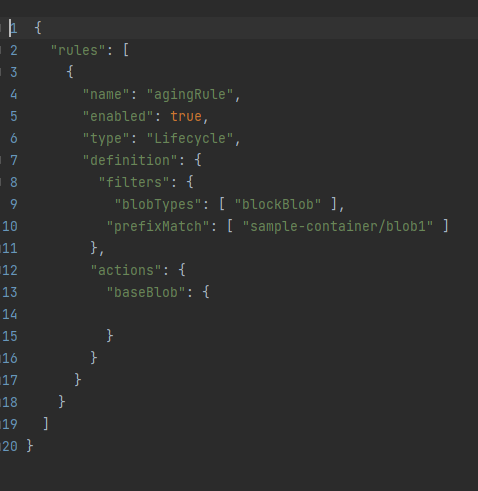 1 {
2 "rules": [
3 {
4 "name": "agingRule",
5 "enabled": true,
6 "type": "Lifecycle",
7 "definition": {
8 "filters": {
9 "blobTypes": [ "blockBlob" ],
10 "prefixMatch": [ "sample-container/blob1" ]
11 },
12 "actions": {
13 "baseBlob": {
14
15 }
16 }
17 }
18 }
19 ]
20 }